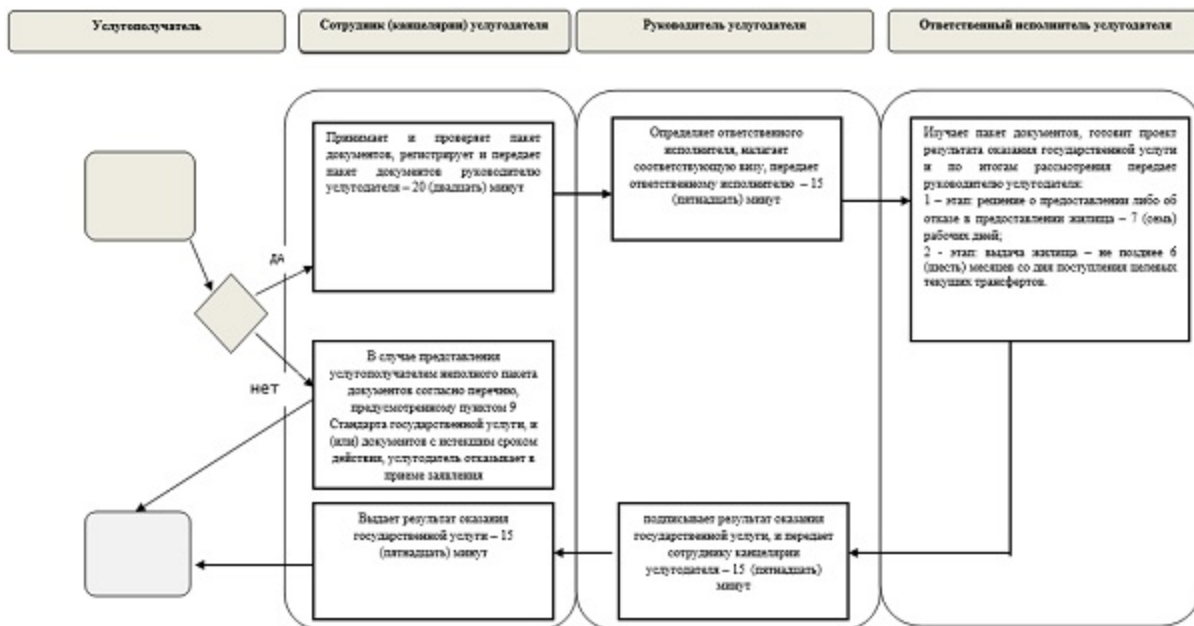 Услугополучатель
Сотрудник (канцелярии) услугодателя
Руководитель услугодателя
Ответственный исполнитель услугодателя
Принимает и проверяет пакет
документов, регистрирует и передает
пакет документов руководителю
услугодателя – 20 (двадцать) минут
Определяет ответственного
исполнителя, налагает
соответствующую визу, передает
ответственному исполнителю – 15
(пятнадцать) минут
Изучает пакет документов, готовит проект
результата оказания государственной услуги
и по итогам рассмотрения передает
руководителю услугодателя:
1 – этап: решение о предоставлении либо об
отказе в предоставлении жилища – 7 (семь)
рабочих дней;
2 - этап: выдача жилища – не позднее 6
(шесть) месяцев со дня поступления целевых
текущих трансфертов.
да
нет
В случае представления
услугополучателем неполного пакета
документов согласно перечню,
предусмотренному пунктом 9
Стандарта государственной услуги, и
(или) документов с истекшим сроком
действия, услугодатель отказывает в
приеме заявления
Выдает результат оказания
государственной услуги – 15
(пятнадцать) минут
подписывает результат оказания
государственной услуги, и передает
сотруднику канцелярии
услугодателя – 15 (пятнадцать)
минут